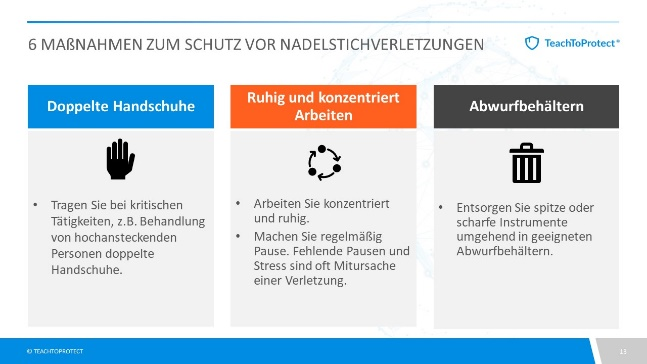 6 MAßNAHMEN ZUM SCHUTZ VOR NADELSTICHVERLETZUNGEN
TeachToProtect®
Doppelte Handschuhe
• Tragen Sie bei kritischen
Tätigkeiten, z.B. Behandlung
von hochansteckenden
Personen doppelte
Handschuhe.
Ruhig und konzentriert
Arbeiten
• Arbeiten Sie konzentriert
und ruhig.
• Machen Sie regelmäßig
Pause. Fehlende Pausen und
Stress sind oft Mitursache
einer Verletzung.
Abwurfbehältern
• Entsorgen Sie spitze oder
scharfe Instrumente
umgehend in geeigneten
Abwurfbehältern.
© TEACHTOPROTECT
15